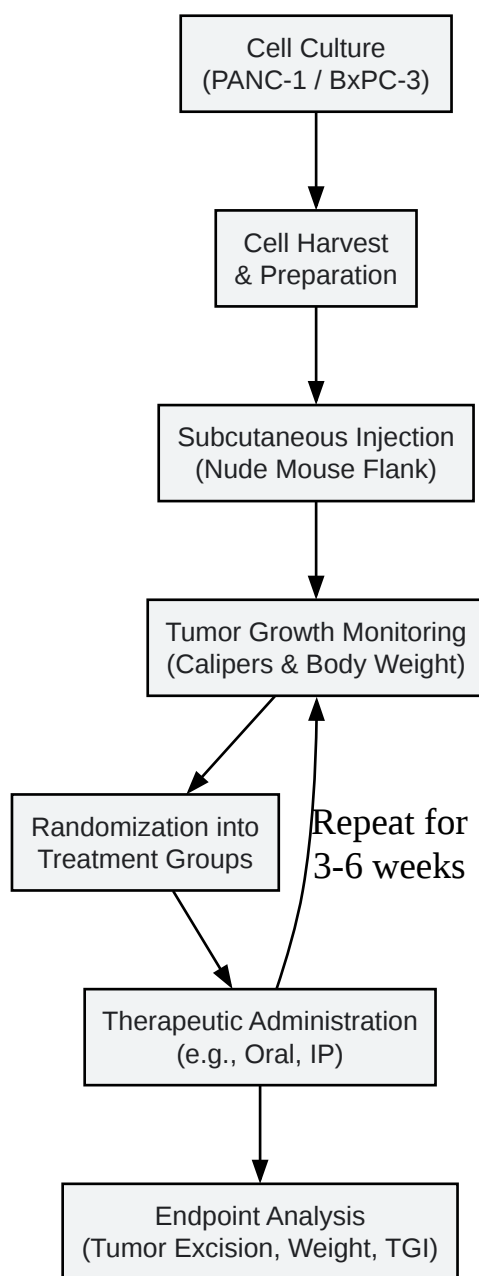 Cell Culture
(PANC-1 / BxPC-3)
Cell Harvest
& Preparation
Subcutaneous Injection
(Nude Mouse Flank)
Tumor Growth Monitoring
(Calipers & Body Weight)
Randomization into
Treatment Groups
Repeat for
3-6 weeks
Therapeutic Administration
(e.g., Oral, IP)
Endpoint Analysis
(Tumor Excision, Weight, TGI)